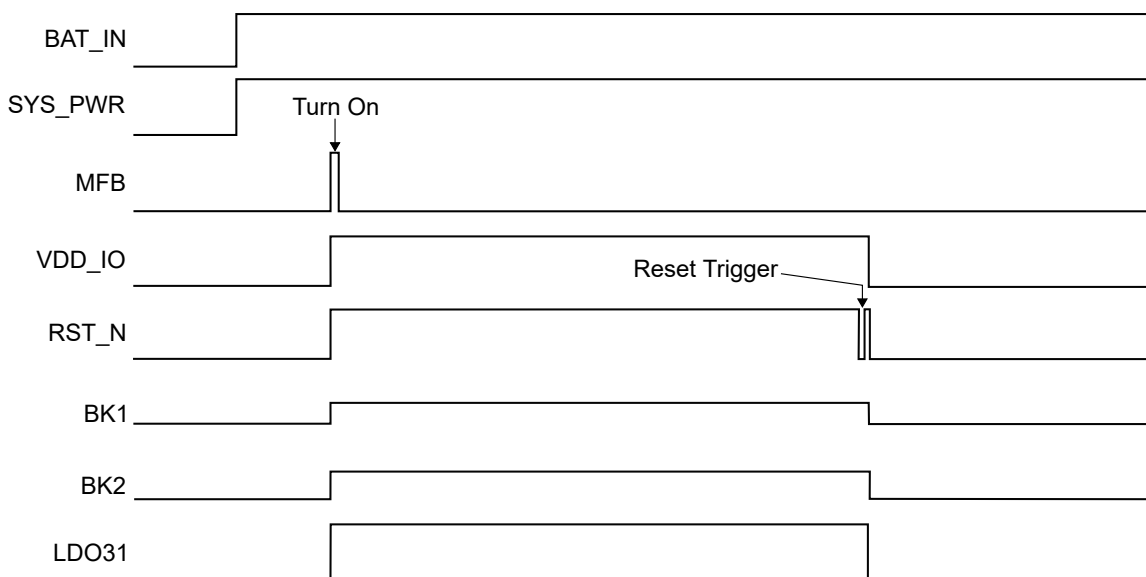 BAT_IN
SYS_PWR
Turn On
MFB
VDD_IO
Reset Trigger
RST_N
BK1
BK2
LDO31